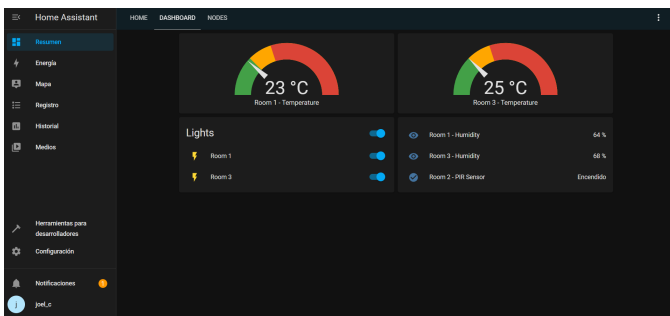 Home Assistant
HOME DASHBOARD NODES
Resumen
Energía
Mapa
Registro
Historial
Medios
Herramientas para
desarrolladores
Configuración
Notificaciones 1
j joel_c
23 °C
Room 1 - Temperature
25 °C
Room 3 - Temperature
Lights
Room 1
Room 3
Room 1 - Humidity 64 %
Room 3 - Humidity 68 %
Room 2 - PIR Sensor Encendido